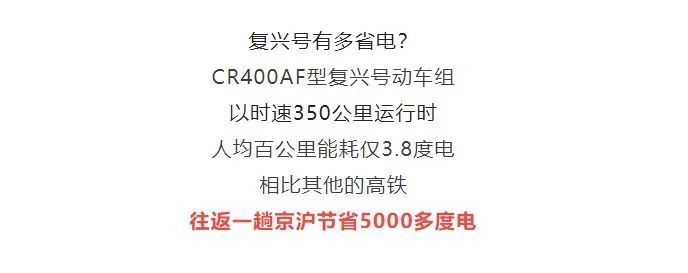 复兴号有多省电？
CR400AF型复兴号动车组
以时速350公里运行时
人均百公里能耗仅3.8度电
相比其他的高铁
往返一趟京沪节省5000多度电